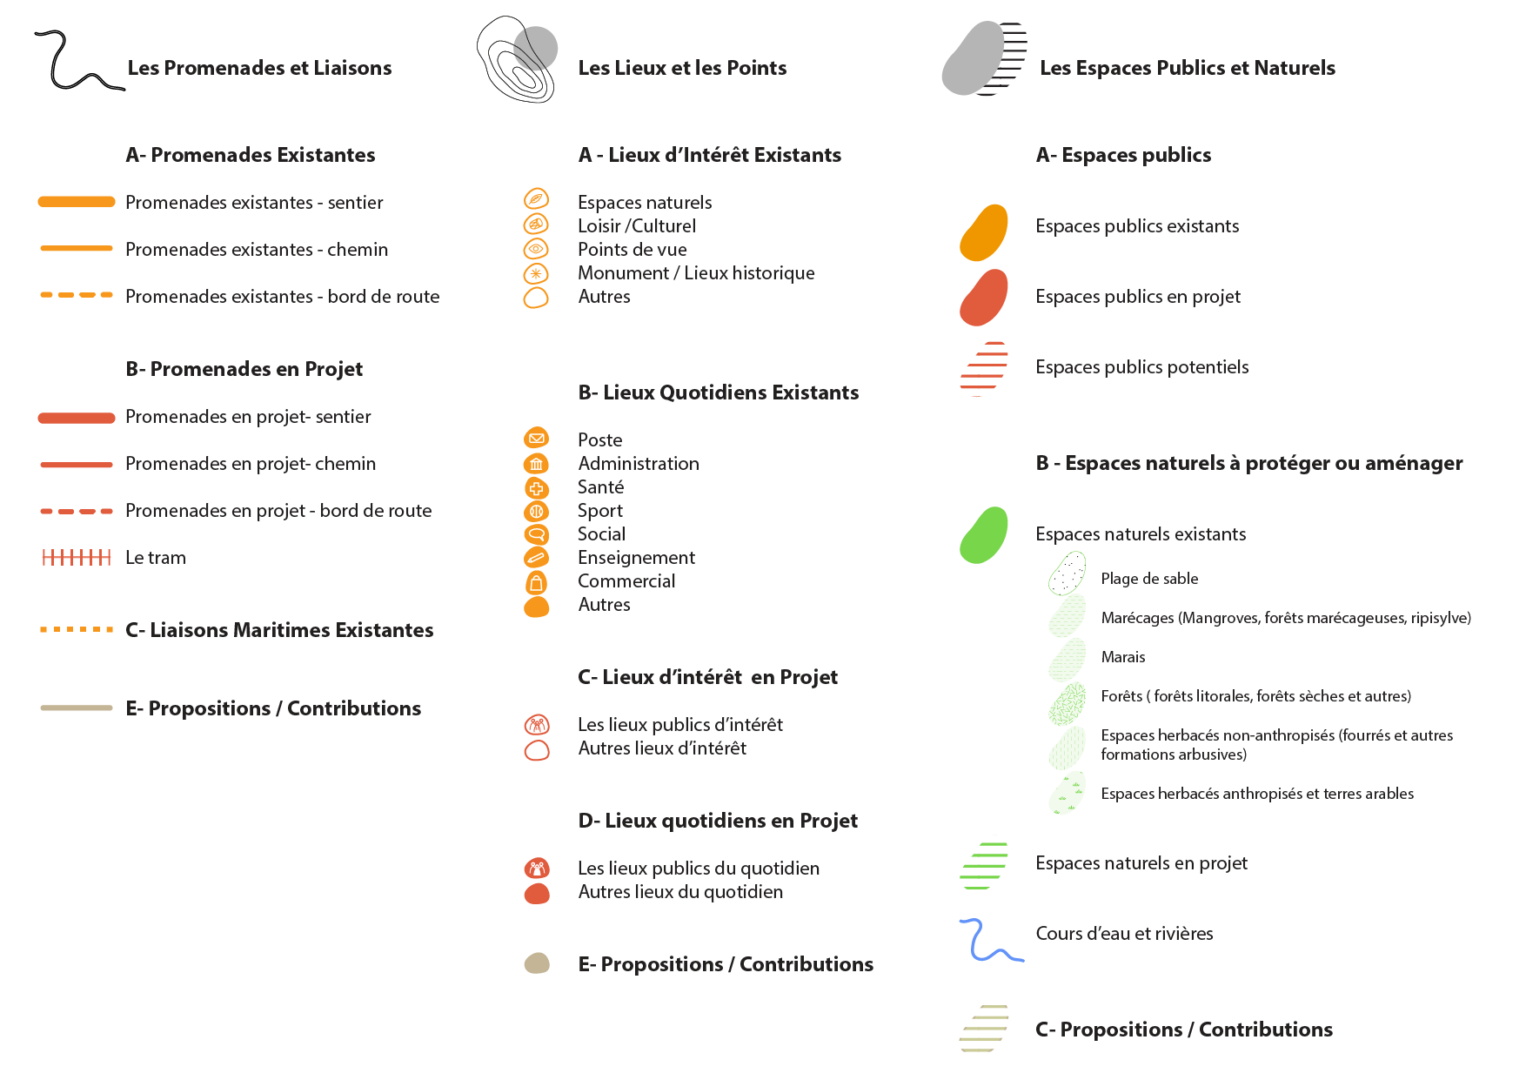 Les Promenades et Liaisons
A- Promenades Existantes
Promenades existantes - sentier
Promenades existantes - chemin
Promenades existantes - bord de route
B- Promenades en Projet
Promenades en projet- sentier
Promenades en projet- chemin
Promenades en projet - bord de route
Le tram
C- Liaisons Maritimes Existantes
E- Propositions / Contributions
Les Lieux et les Points
A - Lieux d’Intérêt Existants
Espaces naturels
Loisir /Culturel
Points de vue
Monument / Lieux historique
Autres
B- Lieux Quotidiens Existants
Poste
Administration
Santé
Sport
Social
Enseignement
Commercial
Autres
C- Lieux d’intérêt en Projet
Les lieux publics d’intérêt
Autres lieux d’intérêt
D- Lieux quotidiens en Projet
Les lieux publics du quotidien
Autres lieux du quotidien
E- Propositions / Contributions
Les Espaces Publics et Naturels
A- Espaces publics
Espaces publics existants
Espaces publics en projet
Espaces publics potentiels
B - Espaces naturels à protéger ou aménager
Espaces naturels existants
Plage de sable
Marécages (Mangroves, forêts marécageuses, ripisylve)
Marais
Forêts ( forêts litorales, forêts sèches et autres)
Espaces herbacés non-anthropisés (fourrés et autres
formations arbusives)
Espaces herbacés anthropisés et terres arables
Espaces naturels en projet
Cours d’eau et rivières
C- Propositions / Contributions